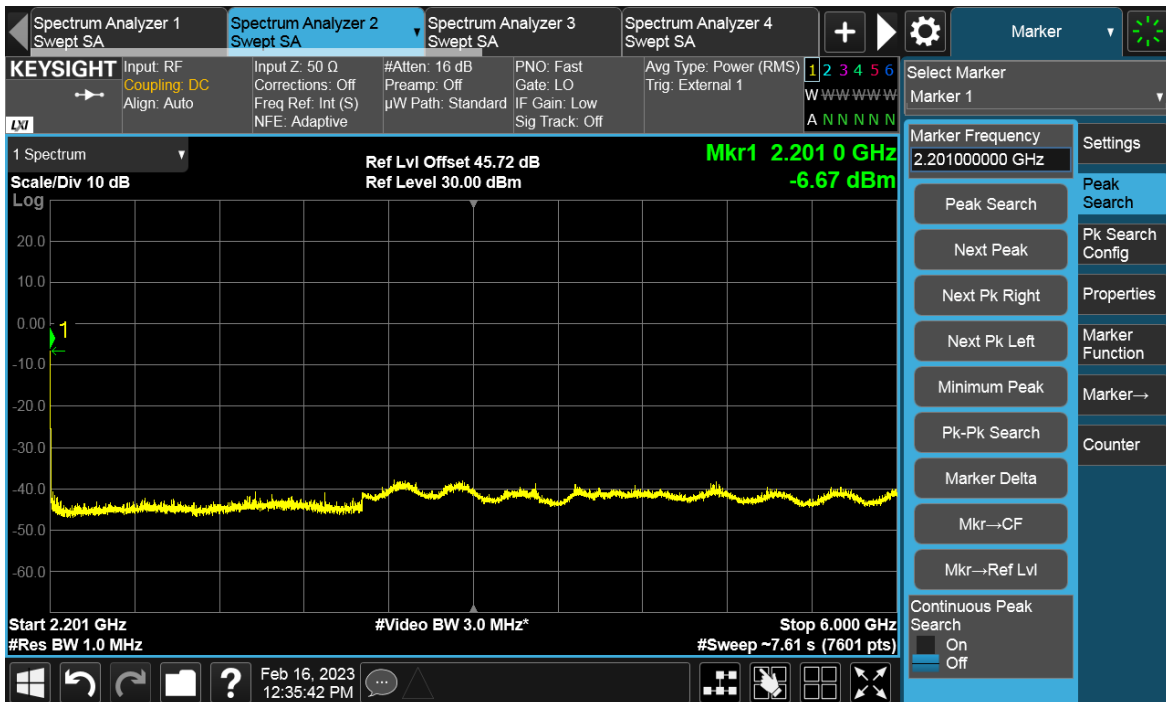 Spectrum Analyzer 1
Swept SA
Spectrum Analyzer 2
Swept SA
Spectrum Analyzer 3
Swept SA
Spectrum Analyzer 4
Swept SA
Marker
KEYSIGHT
LXI
Input: RF
Coupling: DC
Align: Auto
Input Z: 50 Ω
Corrections: Off
Freq Ref: Int (S)
NFE: Adaptive
#Atten: 16 dB
Preamp: Off
µW Path: Standard
PNO: Fast
Gate: LO
IF Gain: Low
Sig Track: Off
Avg Type: Power (RMS)
Trig: External 1
1 2 3 4 5 6
W W W W W W
A N N N N N
Select Marker
Marker 1
1 Spectrum
Scale/Div 10 dB
Log
Ref Lvl Offset 45.72 dB
Ref Level 30.00 dBm
Mkr1 2.201 0 GHz
-6.67 dBm
20.0
10.0
0.00
-10.0
-20.0
-30.0
-40.0
-50.0
-60.0
1
Start 2.201 GHz
#Res BW 1.0 MHz
#Video BW 3.0 MHz*
Stop 6.000 GHz
#Sweep ~7.61 s (7601 pts)
Marker Frequency
2.201000000 GHz
Peak Search
Next Peak
Next Pk Right
Next Pk Left
Minimum Peak
Pk-Pk Search
Marker Delta
Mkr→CF
Mkr→Ref Lvl
Continuous Peak
Search
On
Off
Settings
Peak
Search
Pk Search
Config
Properties
Marker
Function
Marker→
Counter
?
Feb 16, 2023
12:35:42 PM